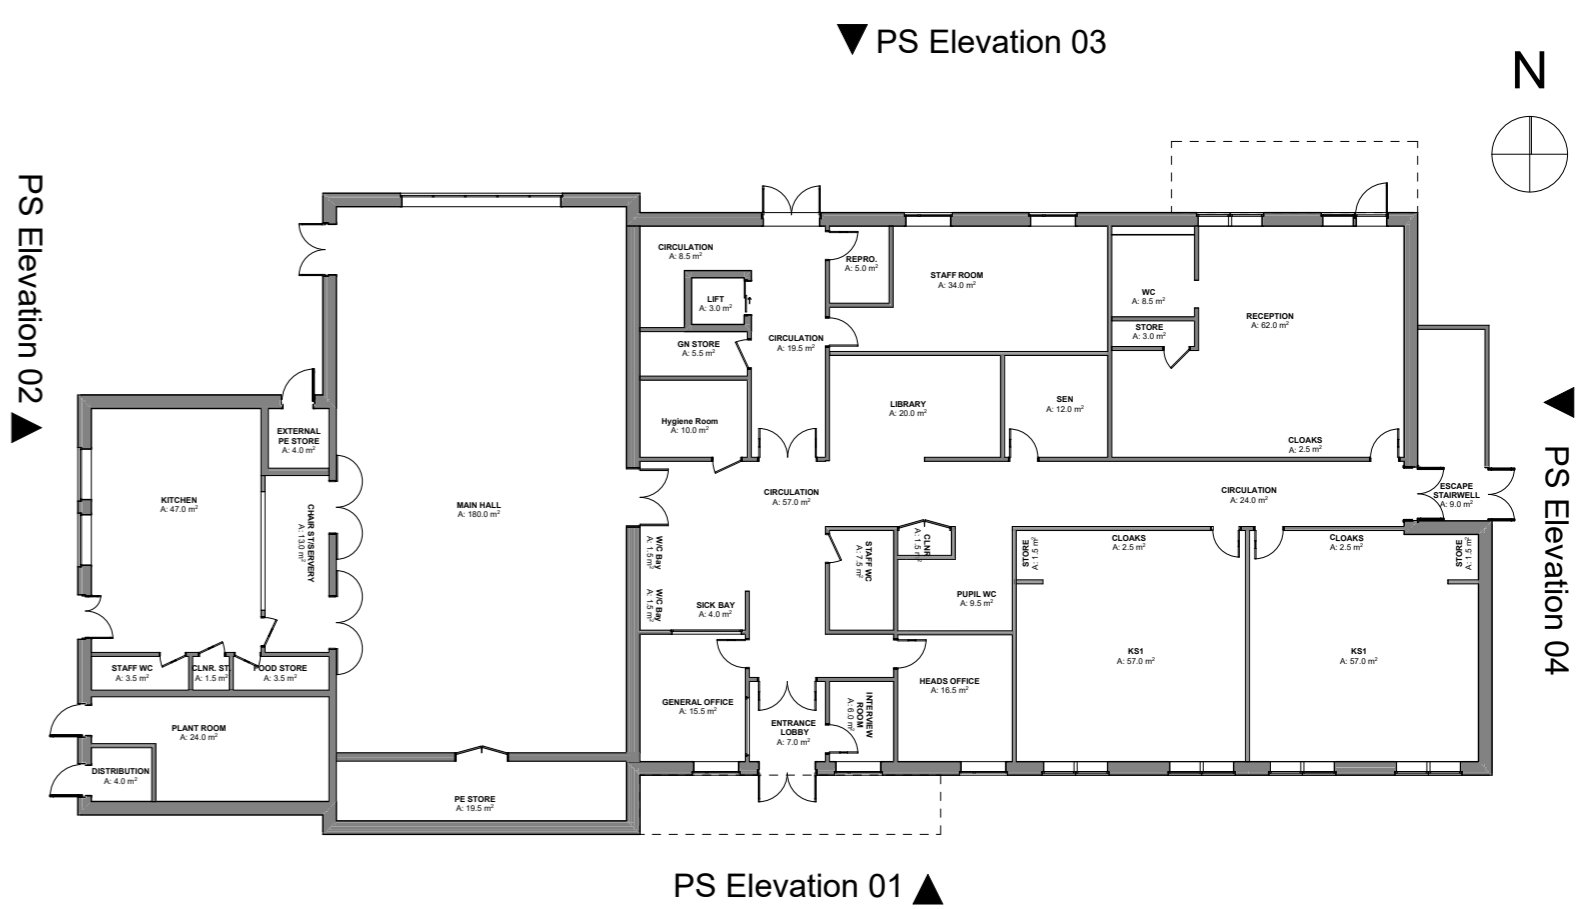 PS Elevation 03
N
PS Elevation 02
CIRCULATION
A: 8.5 m²
REPRO.
A: 5.0 m²
STAFF ROOM
A: 34.0 m²
WC
A: 8.5 m²
LIFT
A: 3.0 m²
RECEPTION
A: 62.0 m²
STORE
A: 3.0 m²
GN STORE
A: 5.5 m²
CIRCULATION
A: 19.5 m²
LIBRARY
A: 20.0 m²
SEN
A: 12.0 m²
Hygiene Room
A: 10.0 m²
EXTERNAL
PE STORE
A: 4.0 m²
CLOAKS
A: 2.5 m²
PS Elevation 04
KITCHEN
A: 47.0 m²
CHAIR ST/SERVERY
A: 13.0 m²
MAIN HALL
A: 180.0 m²
CIRCULATION
A: 57.0 m²
CIRCULATION
A: 24.0 m²
ESCAPE
STAIRWELL
A: 9.0 m²
W/C Bay
A: 1.5 m²
W/C Bay
A: 1.5 m²
STAFF WC
A: 7.5 m²
CLNR
A: 1.5 m²
STORE
A: 1.5 m²
CLOAKS
A: 2.5 m²
CLOAKS
A: 2.5 m²
STORE
A: 1.5 m²
SICK BAY
A: 4.0 m²
PUPIL WC
A: 9.5 m²
KS1
A: 57.0 m²
KS1
A: 57.0 m²
STAFF WC
A: 3.5 m²
CLNR. ST.
A: 1.5 m²
FOOD STORE
A: 3.5 m²
HEADS OFFICE
A: 16.5 m²
GENERAL OFFICE
A: 15.5 m²
ENTRANCE
LOBBY
A: 7.0 m²
INTERVIEW
ROOM
A: 6.0 m²
PLANT ROOM
A: 24.0 m²
DISTRIBUTION
A: 4.0 m²
PE STORE
A: 19.5 m²
PS Elevation 01